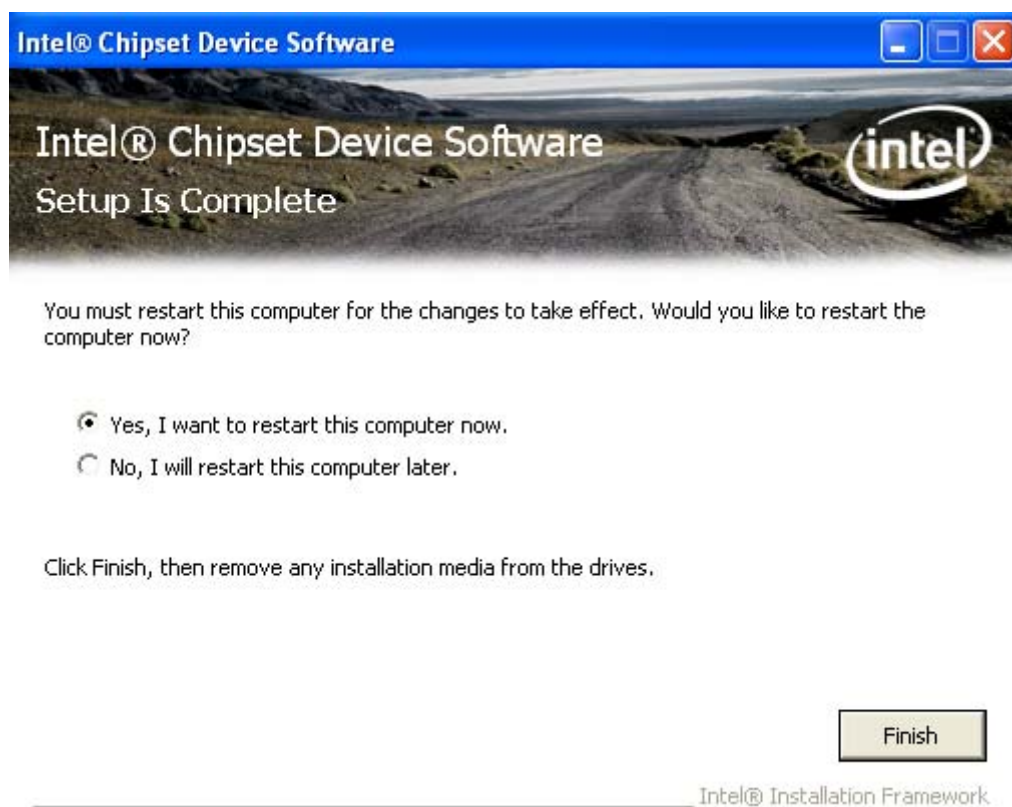 Intel® Chipset Device Software
Intel® Chipset Device Software
intel
Setup Is Complete
You must restart this computer for the changes to take effect. Would you like to restart the
computer now?
Yes, I want to restart this computer now.
No, I will restart this computer later.
Click Finish, then remove any installation media from the drives.
Finish
Intel® Installation Framework